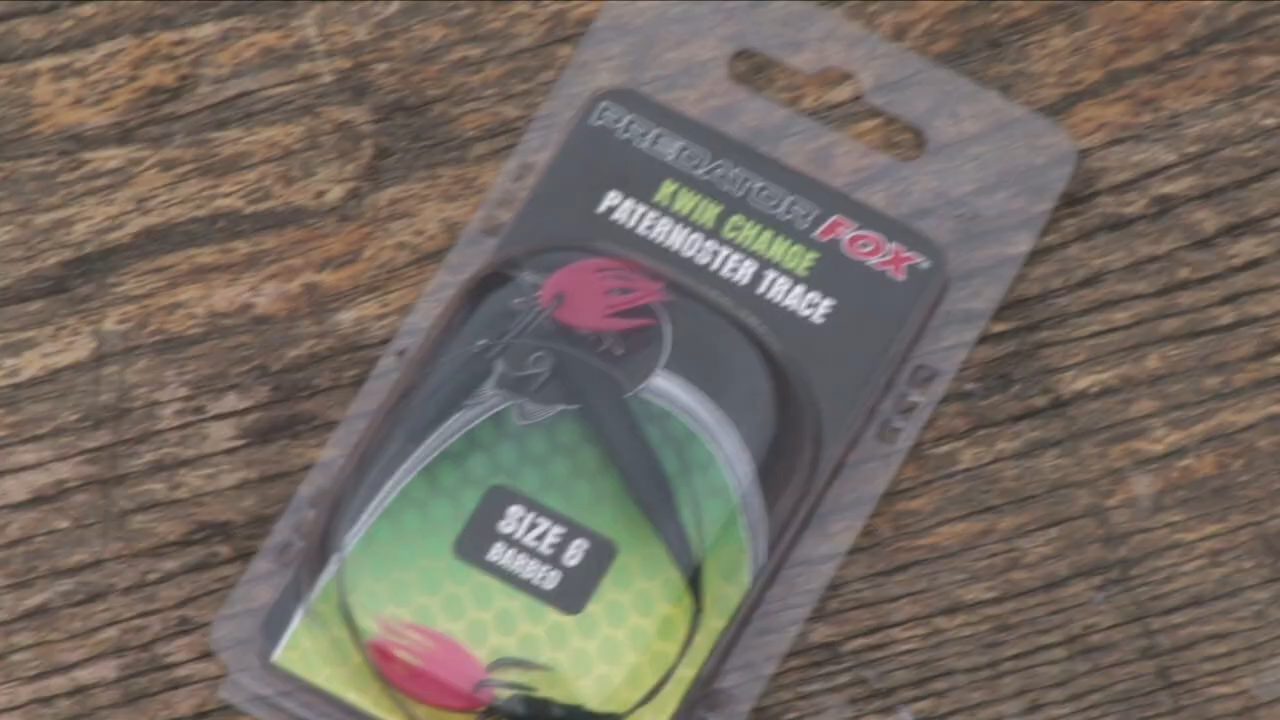 PREDATOR FOX
KWIK CHANGE
PATERNOSTER TRACE
SIZE 6
BARBED